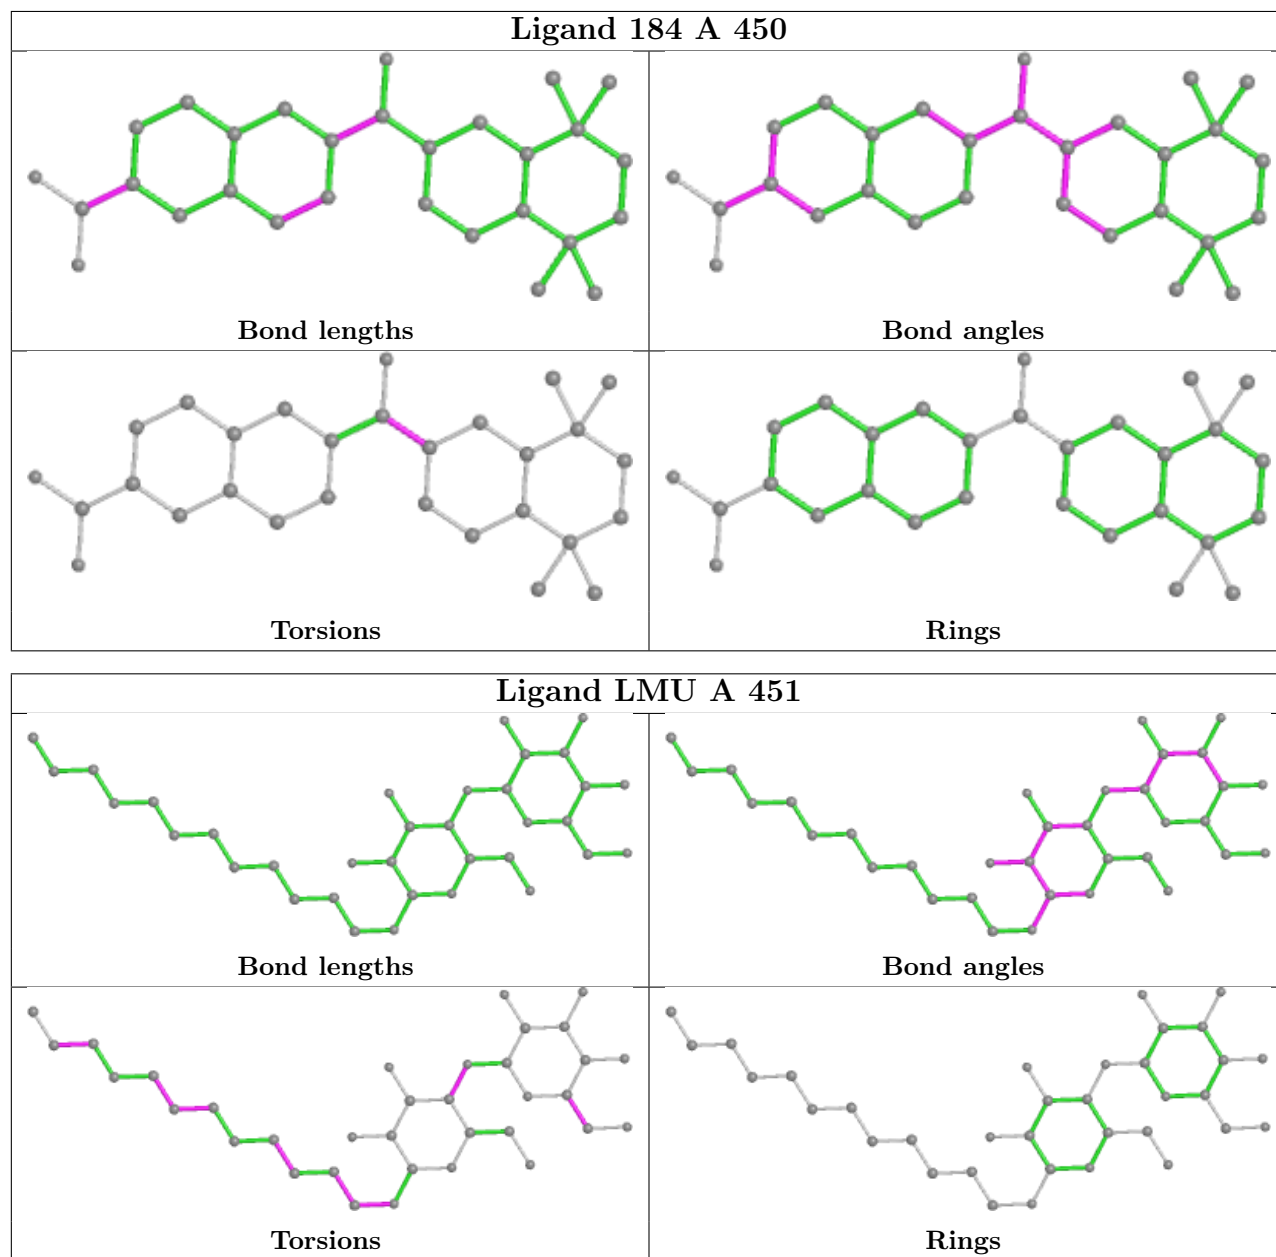 Ligand 184 A 450
Bond lengths
Bond angles
Torsions
Rings
Ligand LMU A 451
Bond lengths
Bond angles
Torsions
Rings